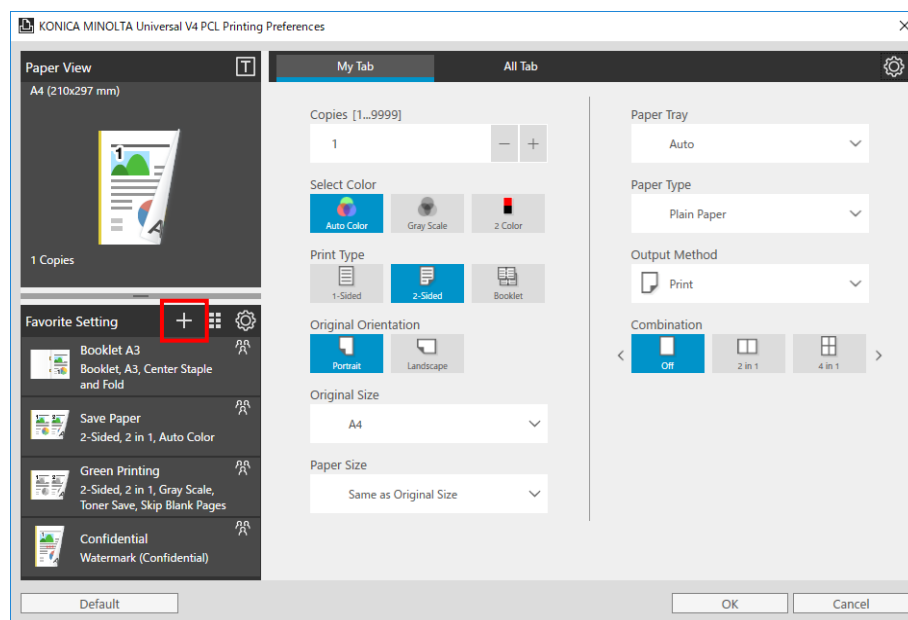 KONICA MINOLTA Universal V4 PCL Printing Preferences
Paper View
T
A4 (210x297 mm)
1
A
1 Copies
Favorite Setting
Booklet A3
Booklet, A3, Center Staple
and Fold
Save Paper
2-Sided, 2 in 1, Auto Color
Green Printing
2-Sided, 2 in 1, Gray Scale,
Toner Save, Skip Blank Pages
Confidential
Watermark (Confidential)
My Tab
All Tab
Copies [1...9999]
1
Select Color
Auto Color
Gray Scale
2 Color
Print Type
1-Sided
2-Sided
Booklet
Original Orientation
Portrait
Landscape
Original Size
A4
Paper Size
Same as Original Size
Paper Tray
Auto
Paper Type
Plain Paper
Output Method
Print
Combination
Off
2 in 1
4 in 1
Default
OK
Cancel